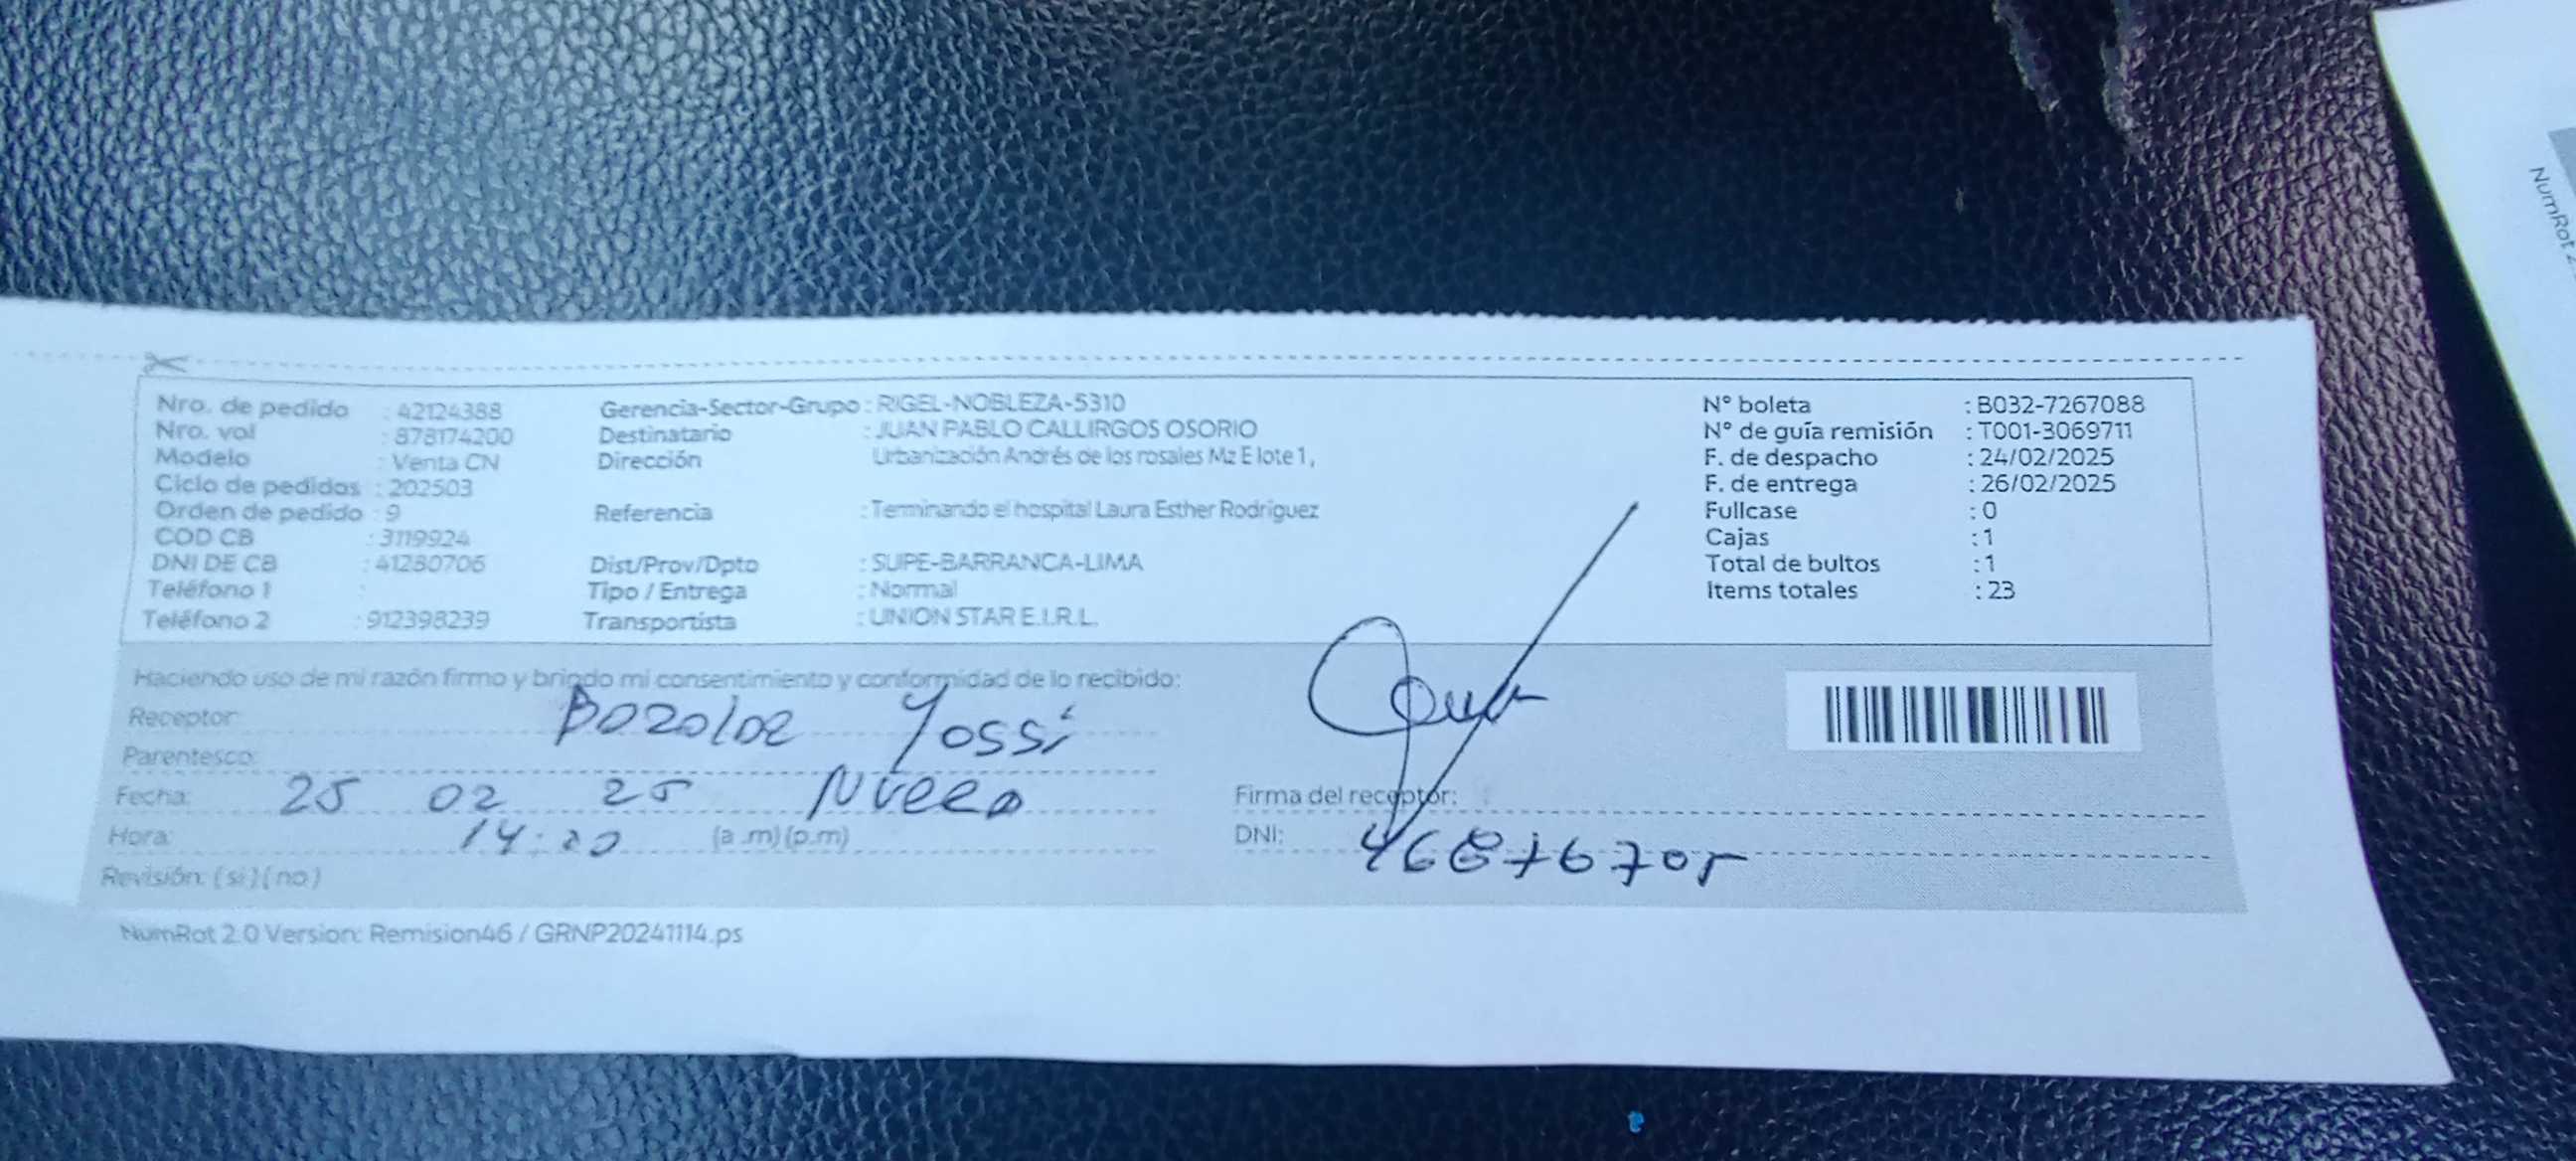 Nro. de pedido : 42124388
Nro. vol : 878174200
Modelo : Venta CN
Ciclo de pedidos : 202503
Orden de pedido : 9
COD CB : 3119924
DNI DE CB : 41280706
Teléfono 1 :
Teléfono 2 : 912398239
Gerencia-Sector-Grupo : RIGEL-NOBLEZA-5310
Destinatario : JUAN PABLO CALLIRGOS OSORIO
Dirección Urbanización Andrés de los rosales Mz E lote 1,
Referencia : Terminando el hospital Laura Esther Rodriguez
Dist/Prov/Dpto : SUPE-BARRANCA-LIMA
Tipo / Entrega : Normal
Transportista : UNION STAR E.I.R.L.
N° boleta : B032-7267088
N° de guía remisión : T001-3069711
F. de despacho : 24/02/2025
F. de entrega : 26/02/2025
Fullcase : 0
Cajas : 1
Total de bultos : 1
Items totales : 23
Haciendo uso de mi razón firmo y brindo mi consentimiento y conformidad de lo recibido:
Receptor: Yossi
Parentesco:
Fecha: 25 02 25
Hora: 14:20 (a.m) (p.m)
Revisión: (si) (no)
Firma del receptor:
DNI:
NumRot 2.0 Version: Remision46 / GRNP20241114.ps